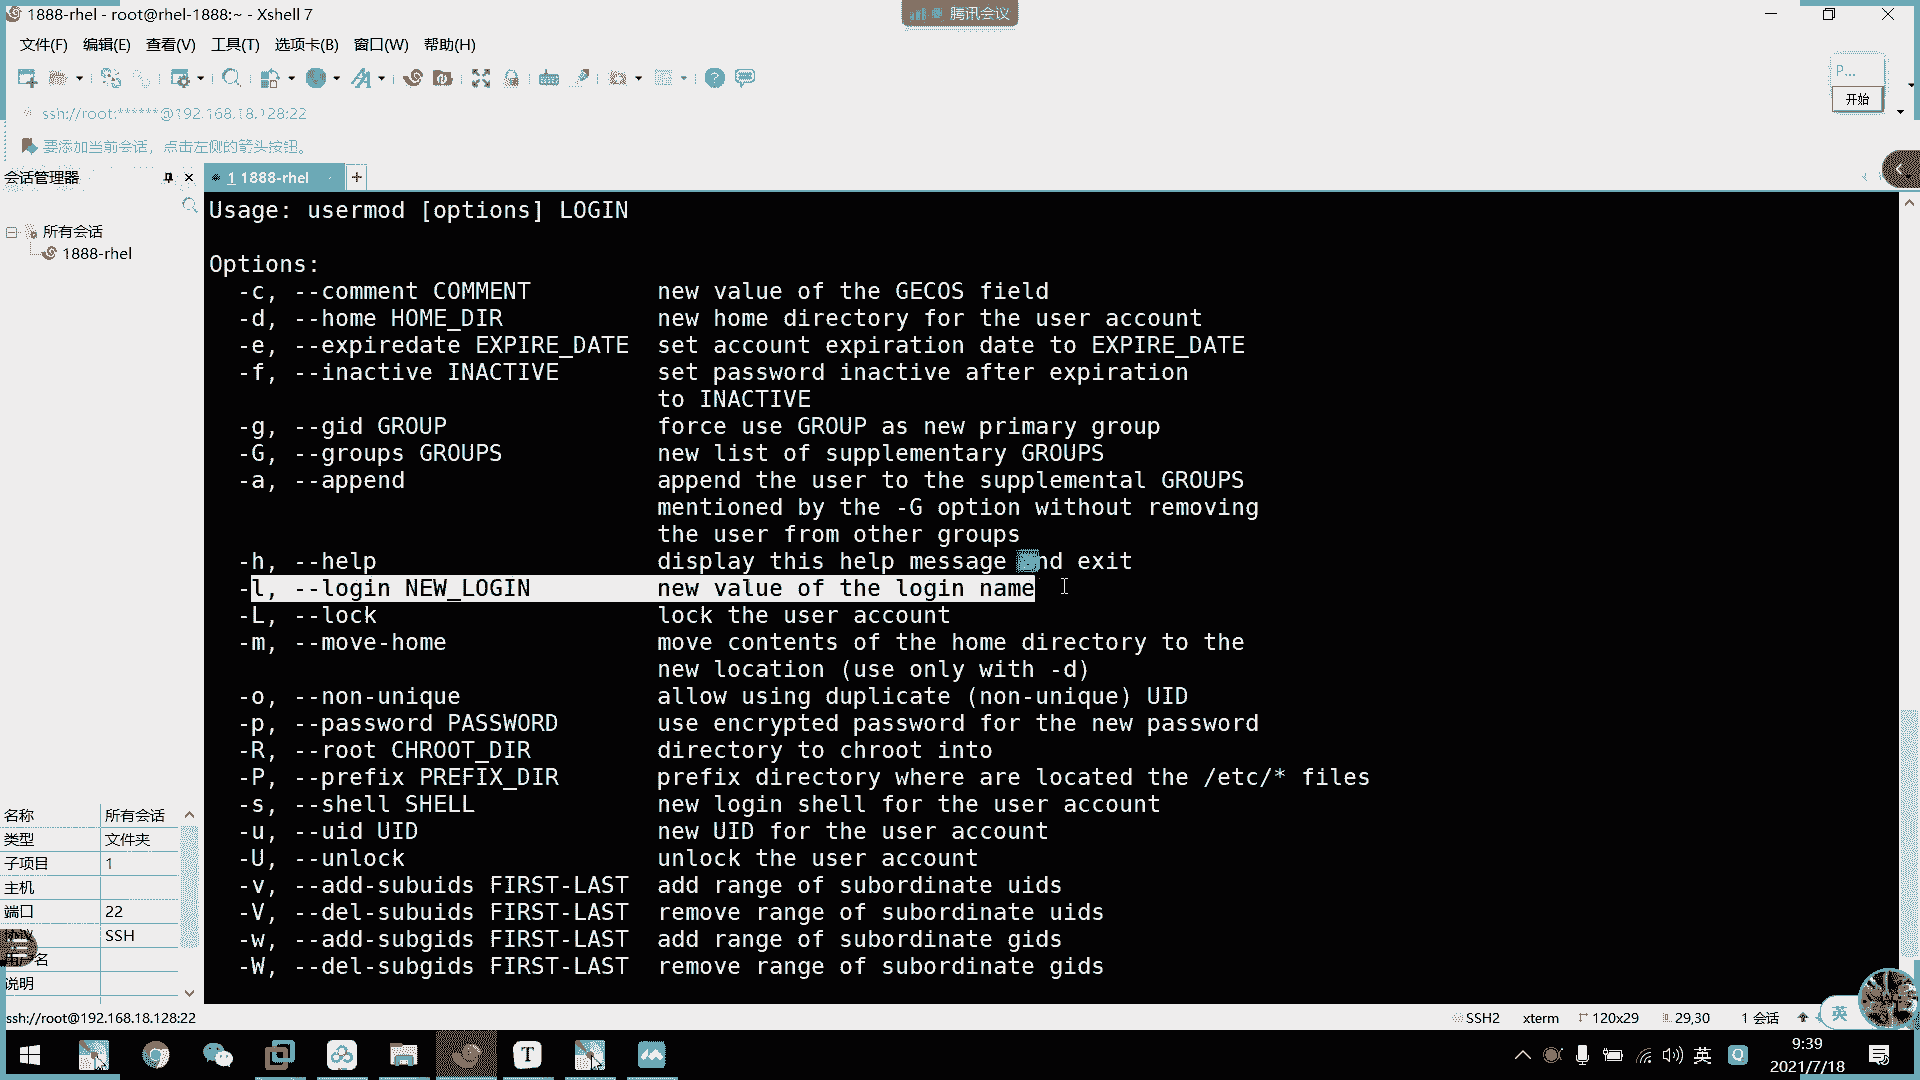 1888-rhel - root@rhel-1888:~ - Xshell 7
腾讯会议
文件(F) 编辑(E) 查看(V) 工具(T) 选项卡(B) 窗口(W) 帮助(H)
P...
开始
ssh://root:******@192.168.18.128:22
要添加当前会话，点击左侧的箭头按钮。
会话管理器
1 1888-rhel
所有会话
1888-rhel
Usage: usermod [options] LOGIN
Options:
-c, --comment COMMENT new value of the GECOS field
-d, --home HOME_DIR new home directory for the user account
-e, --expiredate EXPIRE_DATE set account expiration date to EXPIRE_DATE
-f, --inactive INACTIVE set password inactive after expiration
to INACTIVE
-g, --gid GROUP force use GROUP as new primary group
-G, --groups GROUPS new list of supplementary GROUPS
-a, --append append the user to the supplemental GROUPS
mentioned by the -G option without removing
the user from other groups
-h, --help display this help message and exit
-l, --login NEW_LOGIN new value of the login name
-L, --lock lock the user account
-m, --move-home move contents of the home directory to the
new location (use only with -d)
-o, --non-unique allow using duplicate (non-unique) UID
-p, --password PASSWORD use encrypted password for the new password
-R, --root CHROOT_DIR directory to chroot into
-P, --prefix PREFIX_DIR prefix directory where are located the /etc/* files
-s, --shell SHELL new login shell for the user account
-u, --uid UID new UID for the user account
-U, --unlock unlock the user account
-v, --add-subuids FIRST-LAST add range of subordinate uids
-V, --del-subuids FIRST-LAST remove range of subordinate uids
-w, --add-subgids FIRST-LAST add range of subordinate gids
-W, --del-subgids FIRST-LAST remove range of subordinate gids
名称 所有会话
类型 文件夹
子项目 1
主机
端口 22
协议 SSH
用户名
说明
ssh://root@192.168.18.128:22
SSH2 xterm 120x29 29,30 1 会话
英
英
9:39
2021/7/18